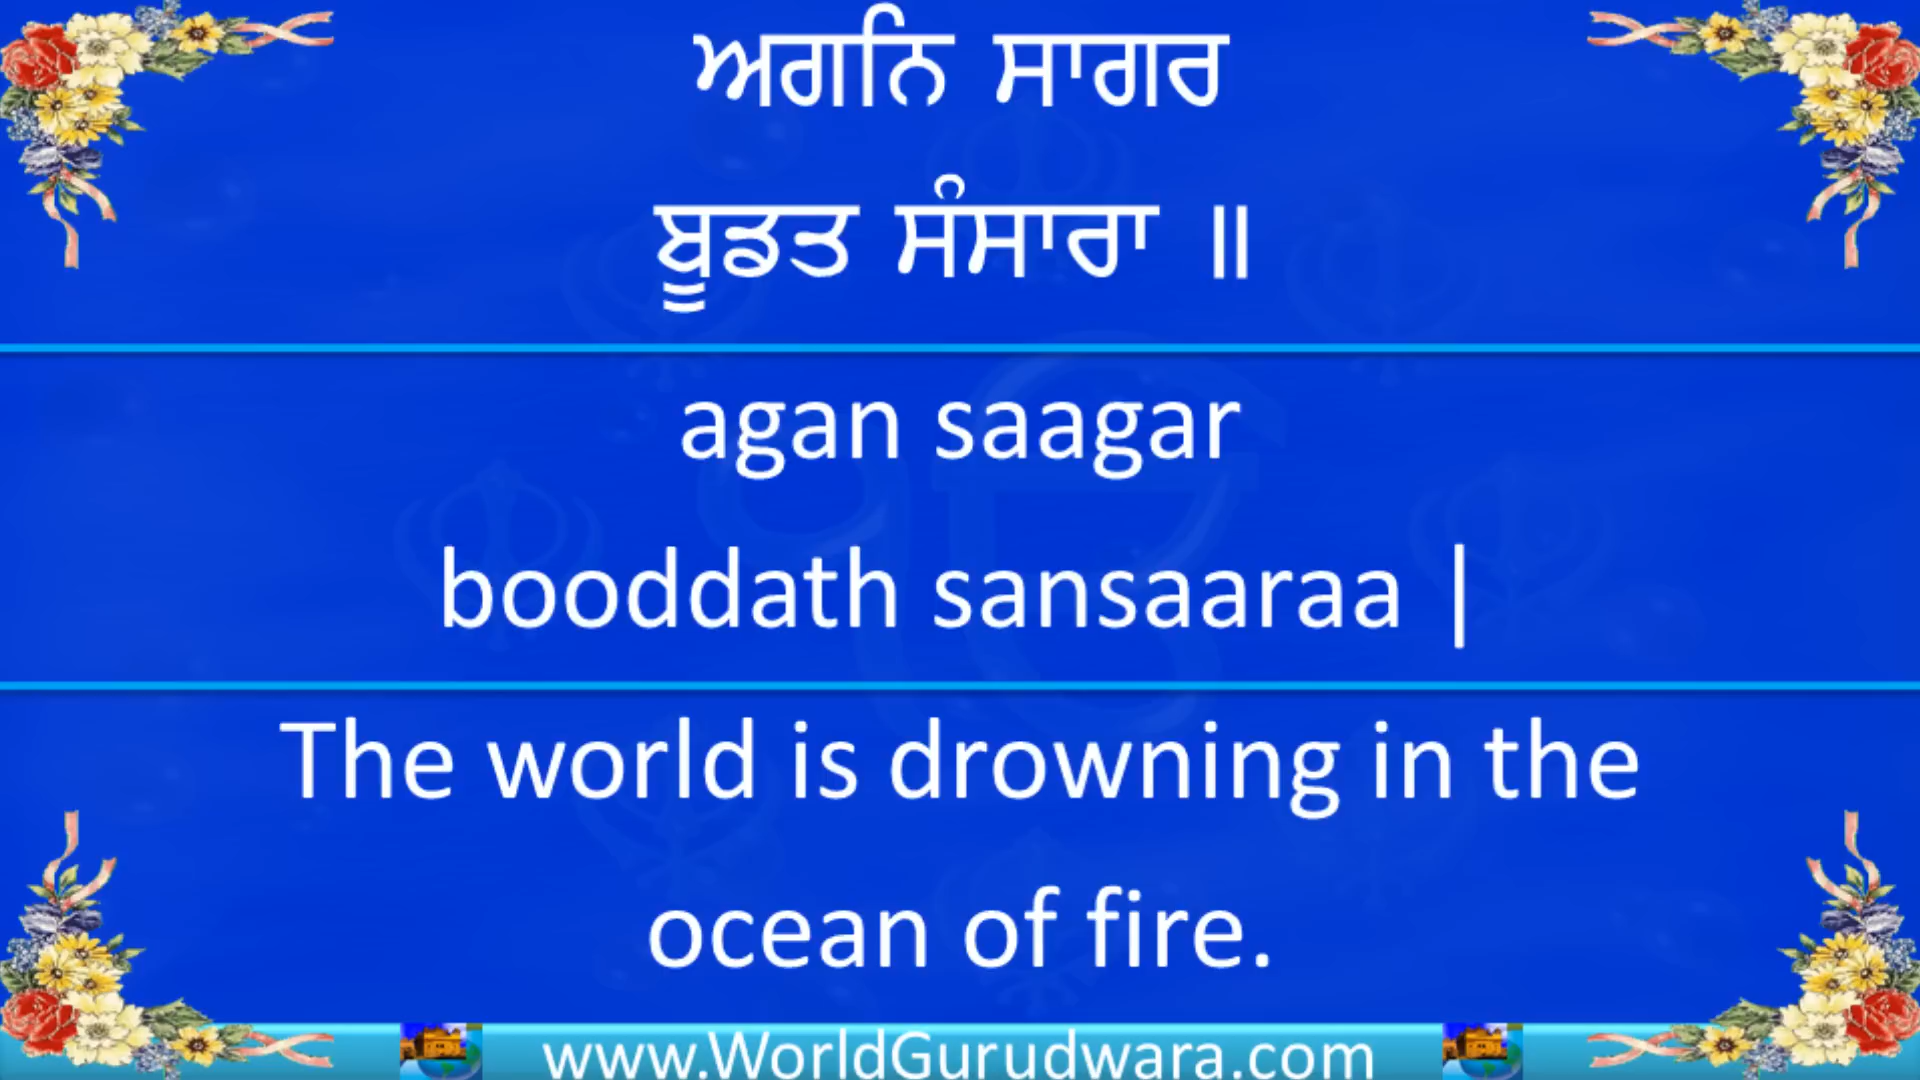 ਅਗਨਿ ਸਾਗਰ
ਬੂਡਤ ਸੰਸਾਰਾ ॥
agan saagar
booddath sansaaraa |
The world is drowning in the
ocean of fire.
www.WorldGurudwara.com